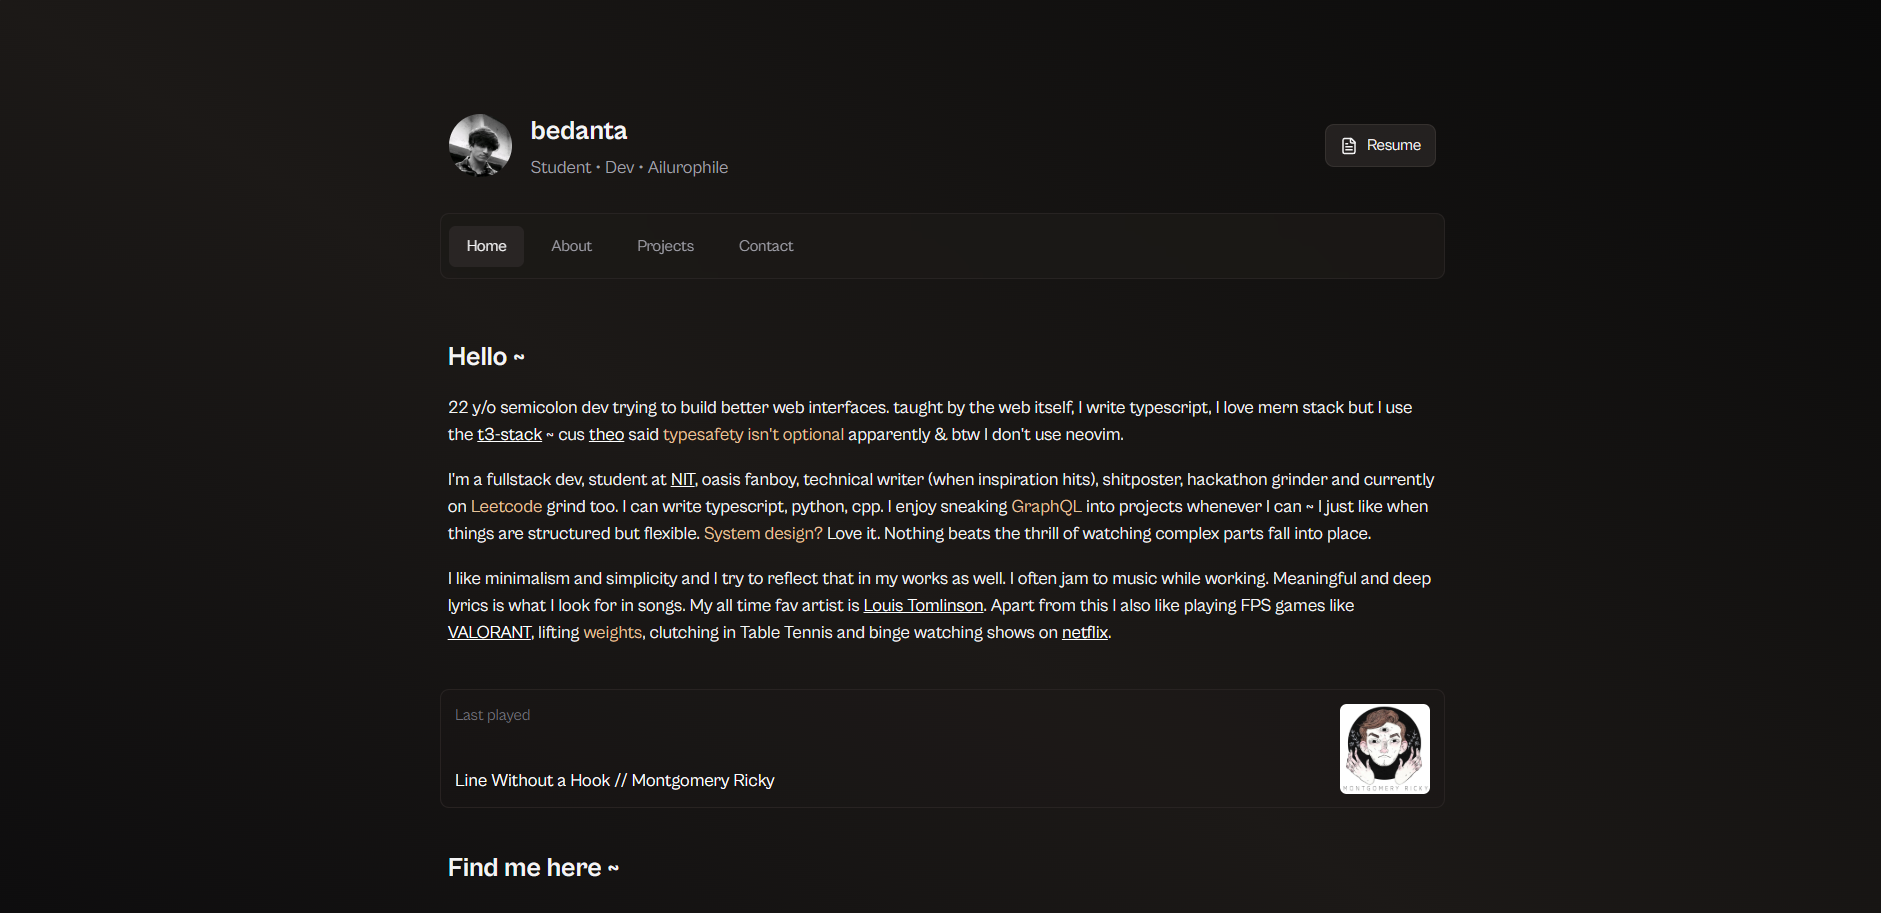 bedanta
Student • Dev • Ailurophile
Resume
Home
About
Projects
Contact
Hello ~
22 y/o semicolon dev trying to build better web interfaces. taught by the web itself, I write typescript, I love mern stack but I use
the t3-stack ~ cus theo said typesafety isn't optional apparently & btw I don't use neovim.
I'm a fullstack dev, student at NIT, oasis fanboy, technical writer (when inspiration hits), shitposter, hackathon grinder and currently
on Leetcode grind too. I can write typescript, python, cpp. I enjoy sneaking GraphQL into projects whenever I can ~ I just like when
things are structured but flexible. System design? Love it. Nothing beats the thrill of watching complex parts fall into place.
I like minimalism and simplicity and I try to reflect that in my works as well. I often jam to music while working. Meaningful and deep
lyrics is what I look for in songs. My all time fav artist is Louis Tomlinson. Apart from this I also like playing FPS games like
VALORANT, lifting weights, clutching in Table Tennis and binge watching shows on netflix.
Last played
Line Without a Hook // Montgomery Ricky
MONTGOMERY RICKY
Find me here ~